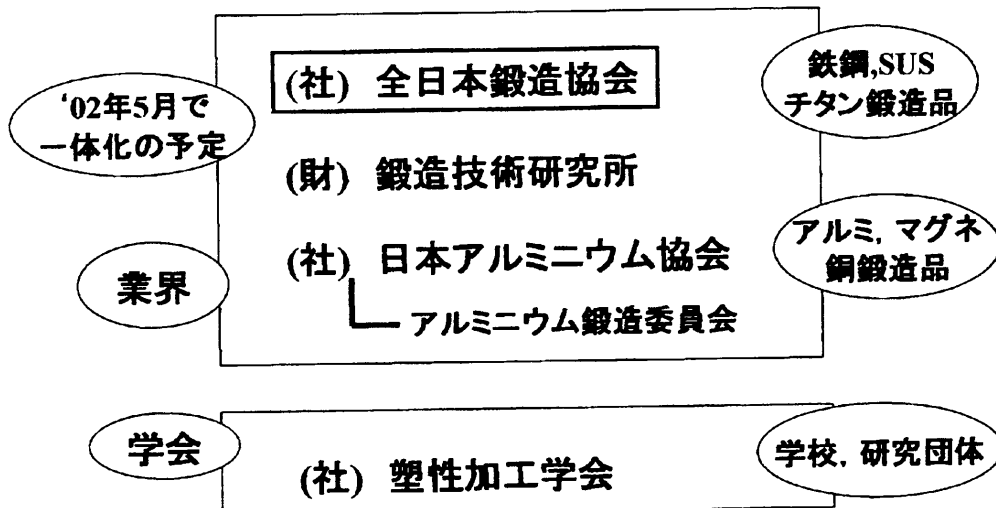 (社) 全日本鍛造協会
鉄鋼,SUS
チタン鍛造品
‘02年5月で
一体化の予定
(財) 鍛造技術研究所
(社) 日本アルミニウム協会
アルミ, マグネ
銅鍛造品
業界
アルミニウム鍛造委員会
学会
(社) 塑性加工学会
学校, 研究団体